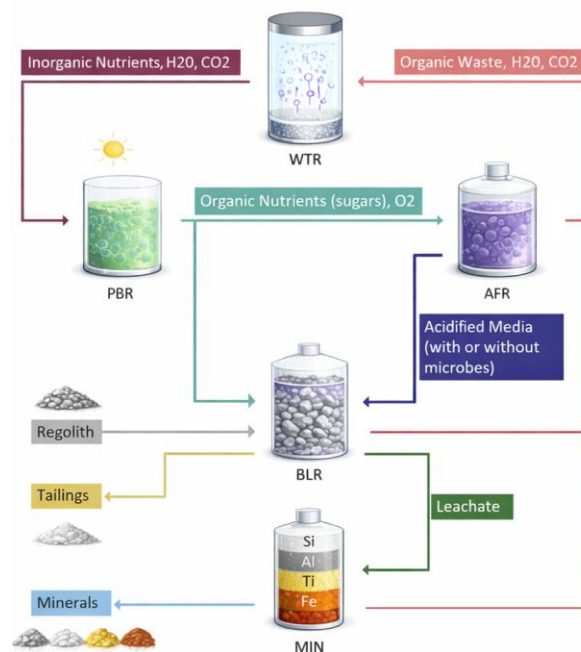 Inorganic Nutrients, H20, CO2
Organic Waste, H20, CO2
WTR
Organic Nutrients (sugars), O2
PBR
AFR
Acidified Media
(with or without
microbes)
Regolith
BLR
Tailings
Leachate
Si
Al
Ti
Fe
Minerals
MIN